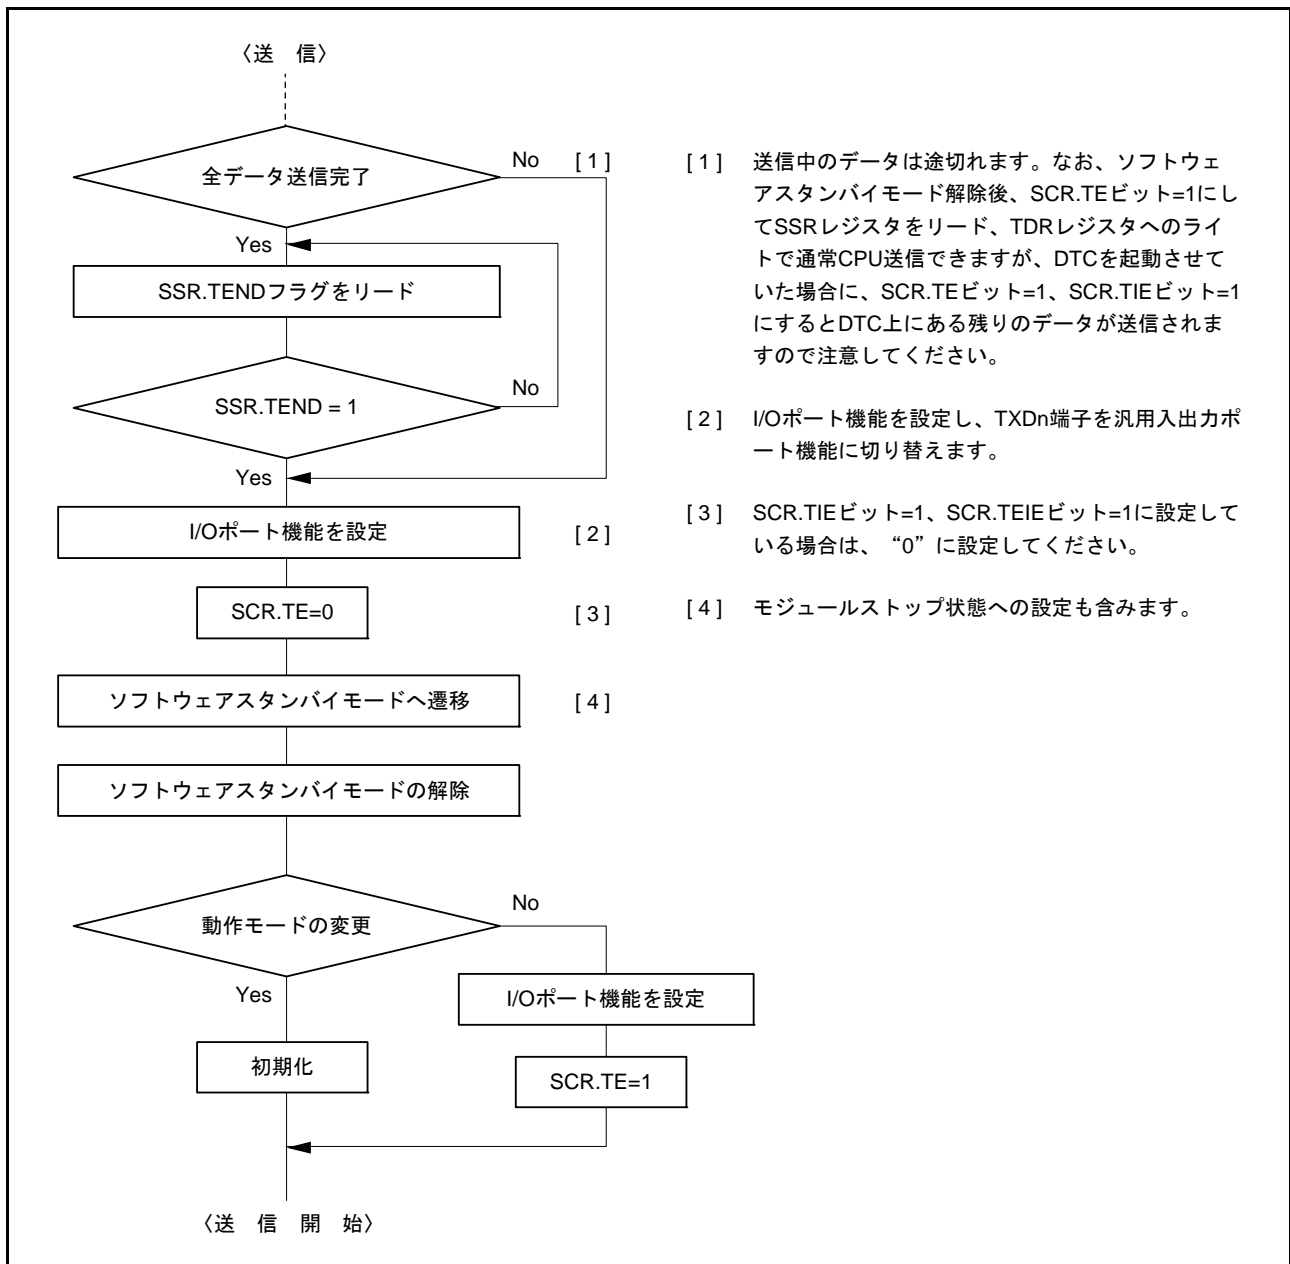 〈送　信〉
全データ送信完了
No
[ 1 ]
Yes
SSR.TENDフラグをリード
SSR.TEND = 1
No
Yes
I/Oポート機能を設定
[ 2 ]
SCR.TE=0
[ 3 ]
ソフトウェアスタンバイモードへ遷移
[ 4 ]
ソフトウェアスタンバイモードの解除
動作モードの変更
No
Yes
I/Oポート機能を設定
初期化
SCR.TE=1
〈送　信　開　始〉
[ 1 ] 送信中のデータは途切れます。なお、ソフトウェ
アスタンバイモード解除後、SCR.TEビット=1にし
てSSRレジスタをリード、TDRレジスタへのライ
トで通常CPU送信できますが、DTCを起動させて
いた場合に、SCR.TEビット=1、SCR.TIEビット=1
にするとDTC上にある残りのデータが送信されま
すので注意してください。
[ 2 ] I/Oポート機能を設定し、TXDn端子を汎用入出力ポ
ート機能に切り替えます。
[ 3 ] SCR.TIEビット=1、SCR.TEIEビット=1に設定して
いる場合は、“0”に設定してください。
[ 4 ] モジュールストップ状態への設定も含みます。